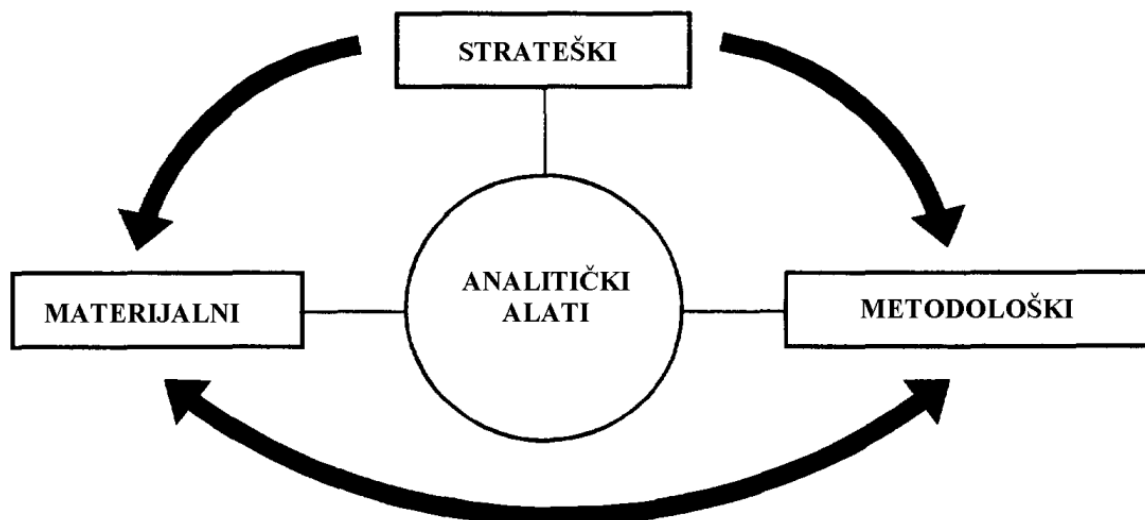 STRATEŠKI
ANALITIČKI
ALATI
MATERIJALNI
METODOLOŠKI